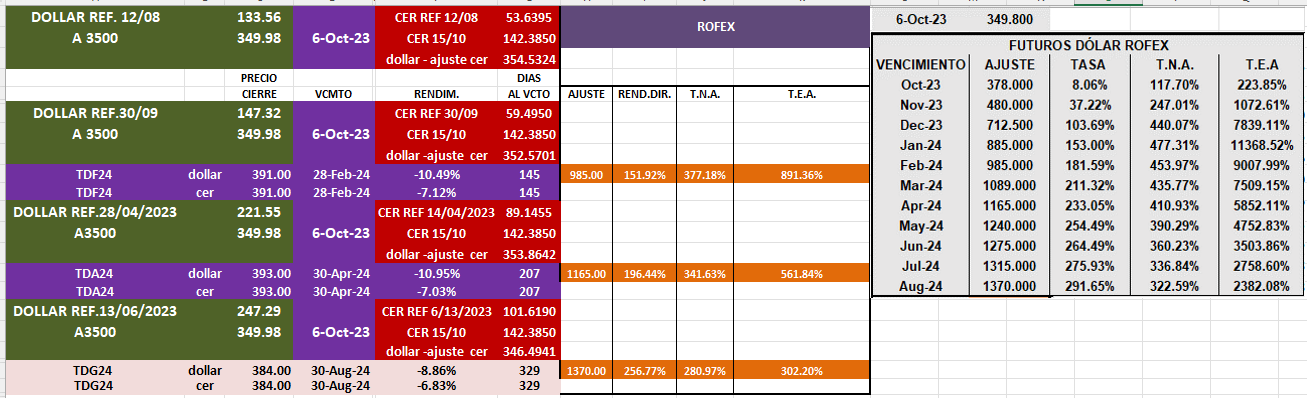 DOLLAR REF. 12/08 133.56 CER REF 12/08 53.6395
A 3500 349.98 6-Oct-23 CER 15/10 142.3850
dollar - ajuste cer 354.5324
ROFEX
PRECIO DIAS
CIERRE VCMTO RENDIM. AL VCTO AJUSTE REND.DIR. T.N.A. T.E.A.
DOLLAR REF.30/09 147.32 CER REF 30/09 59.4950
A 3500 349.98 6-Oct-23 CER 15/10 142.3850
dollar -ajuste cer 352.5701
TDF24 dollar 391.00 28-Feb-24 -10.49% 145 985.00 151.92% 377.18% 891.36%
TDF24 cer 391.00 28-Feb-24 -7.12% 145
DOLLAR REF.28/04/2023 221.55 CER REF 14/04/2023 89.1455
A3500 349.98 6-Oct-23 CER 15/10 142.3850
dollar -ajuste cer 353.8642
TDA24 dollar 393.00 30-Apr-24 -10.95% 207 1165.00 196.44% 341.63% 561.84%
TDA24 cer 393.00 30-Apr-24 -7.03% 207
DOLLAR REF.13/06/2023 247.29 CER REF 6/13/2023 101.6190
A3500 349.98 6-Oct-23 CER 15/10 142.3850
dollar -ajuste cer 346.4941
TDG24 dollar 384.00 30-Aug-24 -8.86% 329 1370.00 256.77% 280.97% 302.20%
TDG24 cer 384.00 30-Aug-24 -6.83% 329
6-Oct-23 349.800
FUTUROS DÓLAR ROFEX
VENCIMIENTO AJUSTE TASA T.N.A. T.E.A
Oct-23 378.000 8.06% 117.70% 223.85%
Nov-23 480.000 37.22% 247.01% 1072.61%
Dec-23 712.500 103.69% 440.07% 7839.11%
Jan-24 885.000 153.00% 477.31% 11368.52%
Feb-24 985.000 181.59% 453.97% 9007.99%
Mar-24 1089.000 211.32% 435.77% 7509.15%
Apr-24 1165.000 233.05% 410.93% 5852.11%
May-24 1240.000 254.49% 390.29% 4752.83%
Jun-24 1275.000 264.49% 360.23% 3503.86%
Jul-24 1315.000 275.93% 336.84% 2758.60%
Aug-24 1370.000 291.65% 322.59% 2382.08%